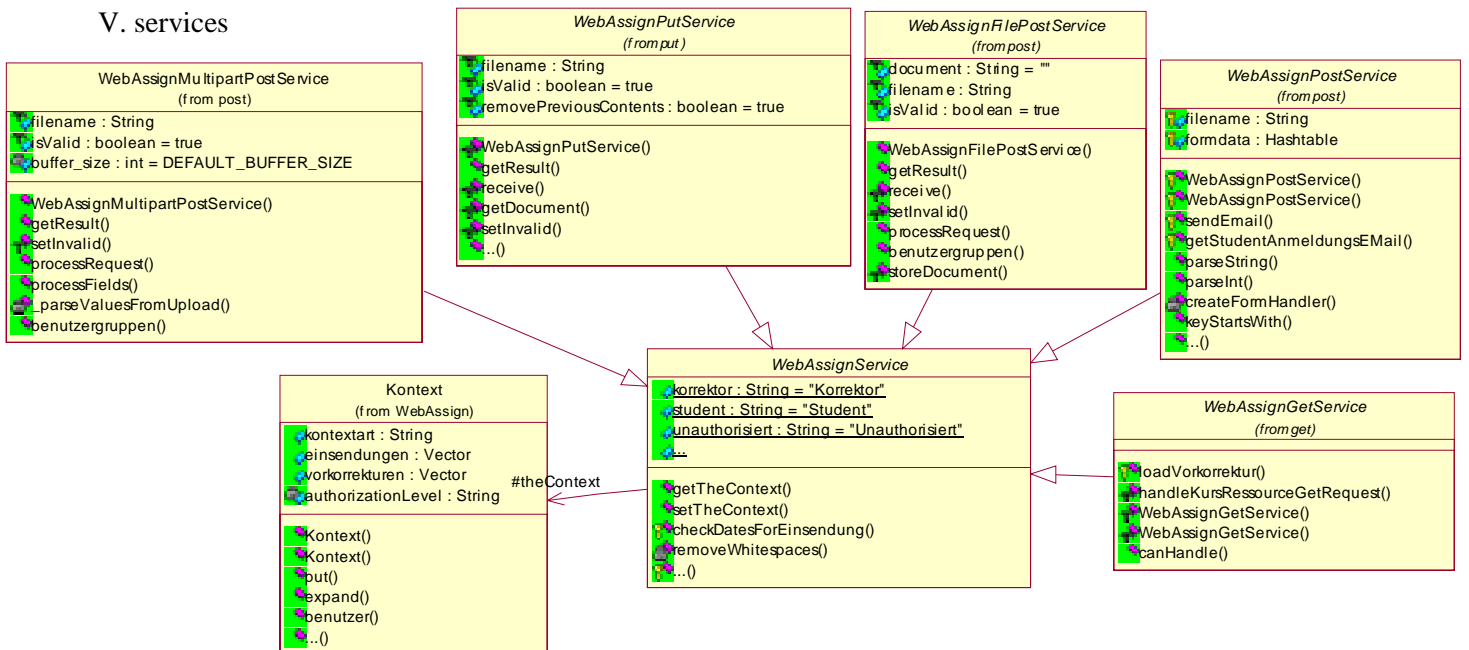 V. services
WebAssignMultipartPostService
(from post)
filename : String
isValid : boolean = true
buffer_size : int = DEFAULT_BUFFER_SIZE
WebAssignMultipartPostService()
getResult()
setInvalid()
processRequest()
processFields()
_parseValuesFromUpload()
benutzergruppen()
WebAssignPutService
(from put)
filename : String
isValid : boolean = true
removePreviousContents : boolean = true
WebAssignPutService()
getResult()
receive()
getDocument()
setInvalid()
...()
WebAssignFilePostService
(from post)
document : String = ""
filename : String
isValid : boolean = true
WebAssignFilePostService()
getResult()
receive()
setInvalid()
processRequest()
benutzergruppen()
storeDocument()
WebAssignPostService
(from post)
filename : String
formdata : Hashtable
WebAssignPostService()
WebAssignPostService()
sendEmail()
getStudentAnmeldungsEMail()
parseString()
parseInt()
createFormHandler()
keyStartsWith()
...()
Kontext
(from WebAssign)
kontextart : String
einsendungen : Vector
vorkorrekturen : Vector
authorizationLevel : String
Kontext()
Kontext()
put()
expand()
benutzer()
...()
#theContext
WebAssignService
korrektor : String = "Korrektor"
student : String = "Student"
unauthorisiert : String = "Unauthorisiert"
...
getTheContext()
setTheContext()
checkDatesForEinsendung()
removeWhitespaces()
...()
WebAssignGetService
(from get)
loadVorkorrektur()
handleKursRessourceGetRequest()
WebAssignGetService()
WebAssignGetService()
canHandle()